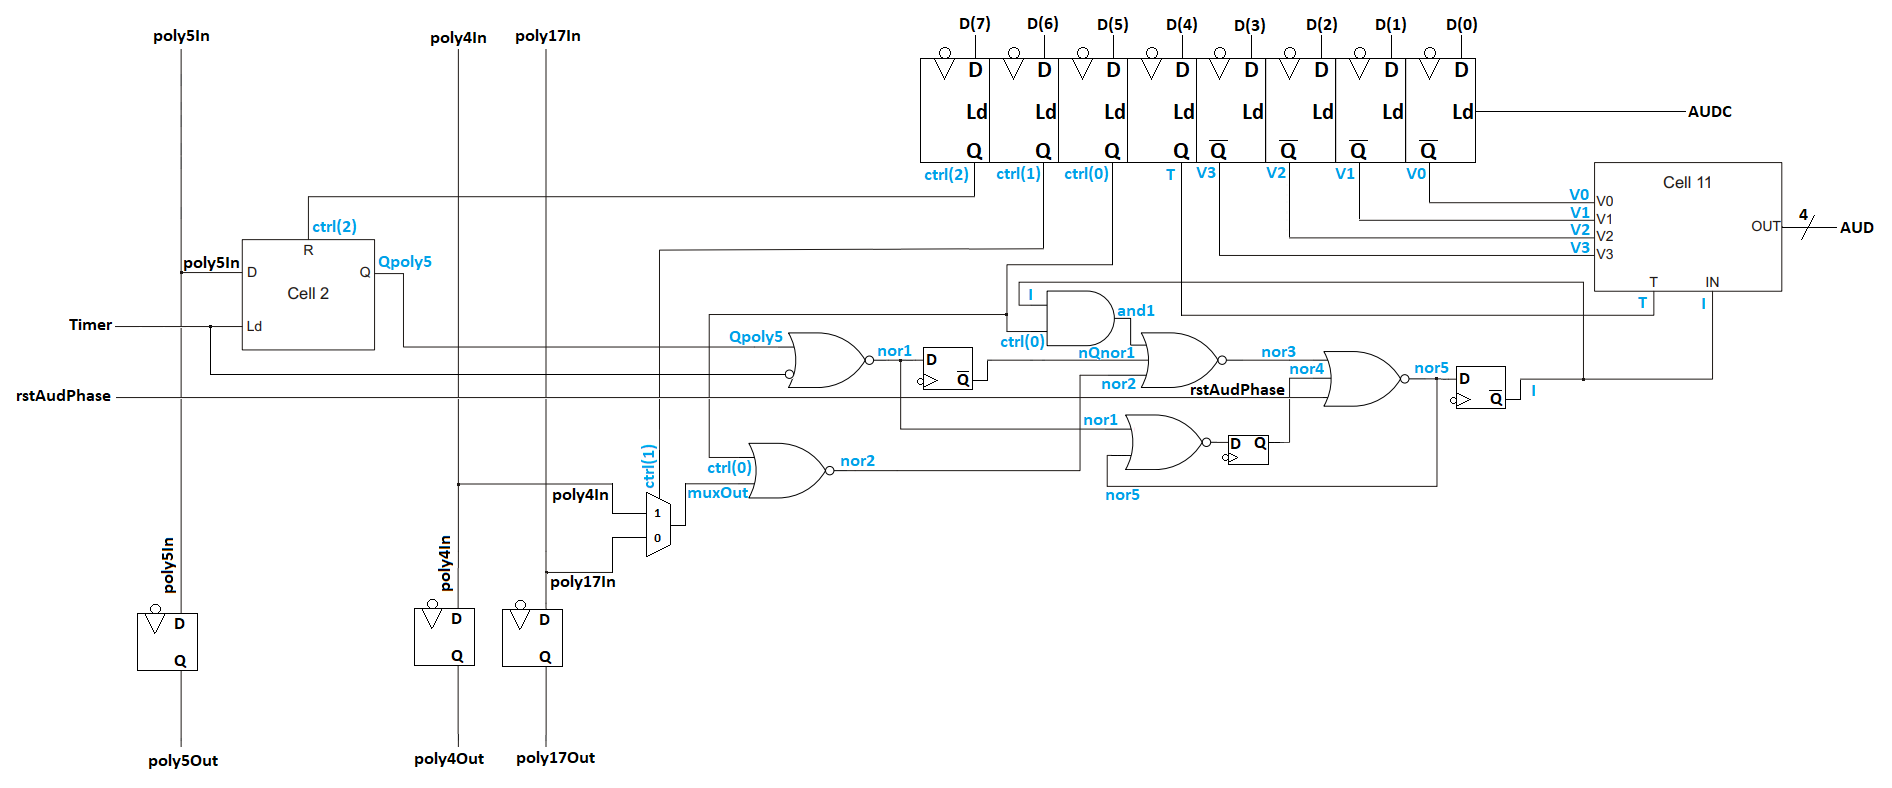 D(7) D(6) D(5) D(4) D(3) D(2) D(1) D(0)
poly5In poly4In poly17In
D D D D D D D D
Ld Ld Ld Ld Ld Ld Ld Ld AUDC
Q Q Q Q Q Q Q Q
ctrl(2) ctrl(1) ctrl(0) T V3 V2 V1 V0
Cell 11
V0 V0
V1 V1
V2 V2
V3 V3
OUT 4 AUD
T IN
T I
ctrl(2)
R
poly5In D Q Qpoly5
Cell 2
Timer Ld
I and1
ctrl(0)
Qpoly5 nor1 D Q
nQnor1 nor3
nor2 nor4 nor5 D Q I
rstAudPhase rstAudPhase
nor1 D Q
nor5
ctrl(1)
ctrl(0) nor2
muxOut
poly4In 1
0
poly17In
poly5In poly4In
D D D
Q Q Q
poly5Out poly4Out poly17Out